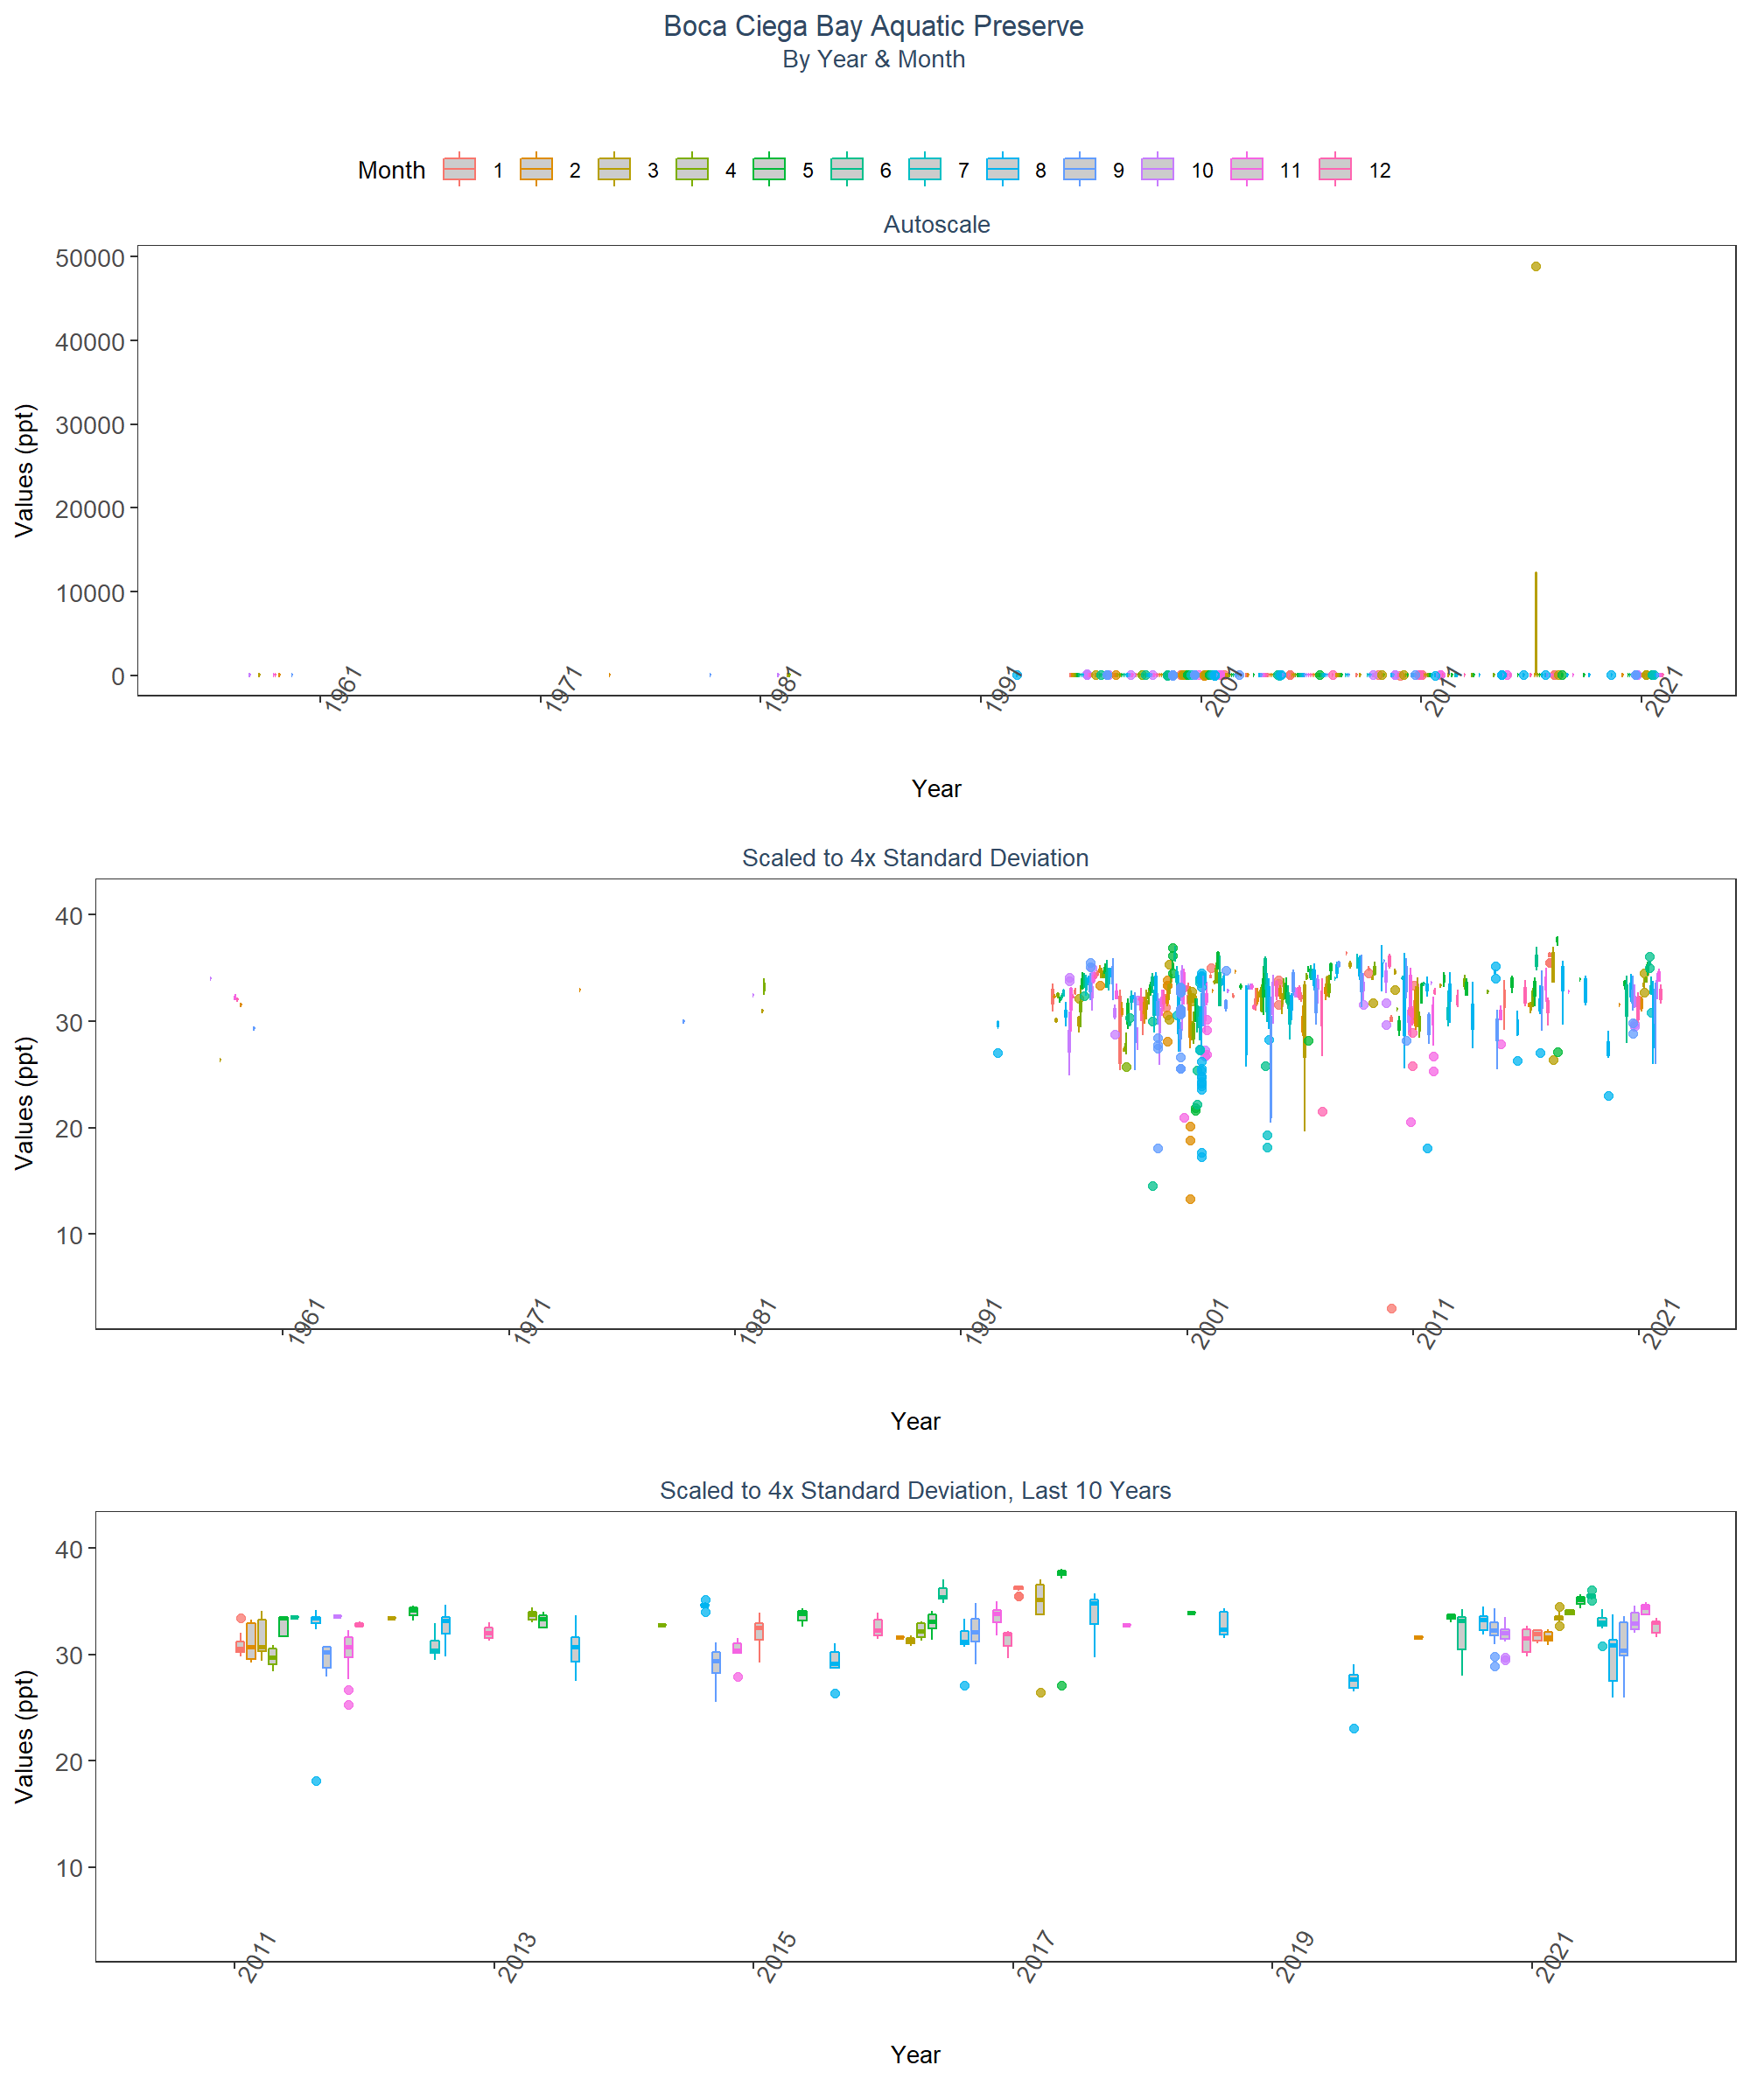 Boca Ciega Bay Aquatic Preserve
By Year & Month
Month 1 2 3 4 5 6 7 8 9 10 11 12
Autoscale
Values (ppt)
50000
40000
30000
20000
10000
0
1961 1971 1981 1991 2001 2011 2021
Year
Scaled to 4x Standard Deviation
Values (ppt)
40
30
20
10
1961 1971 1981 1991 2001 2011 2021
Year
Scaled to 4x Standard Deviation, Last 10 Years
Values (ppt)
40
30
20
10
2011 2013 2015 2017 2019 2021
Year